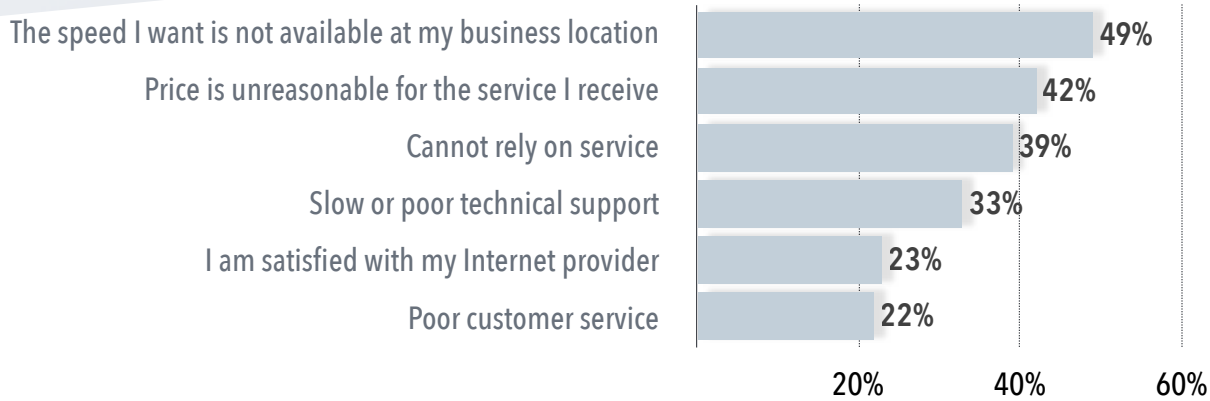 The speed I want is not available at my business location 49%
Price is unreasonable for the service I receive 42%
Cannot rely on service 39%
Slow or poor technical support 33%
I am satisfied with my Internet provider 23%
Poor customer service 22%
20% 40% 60%